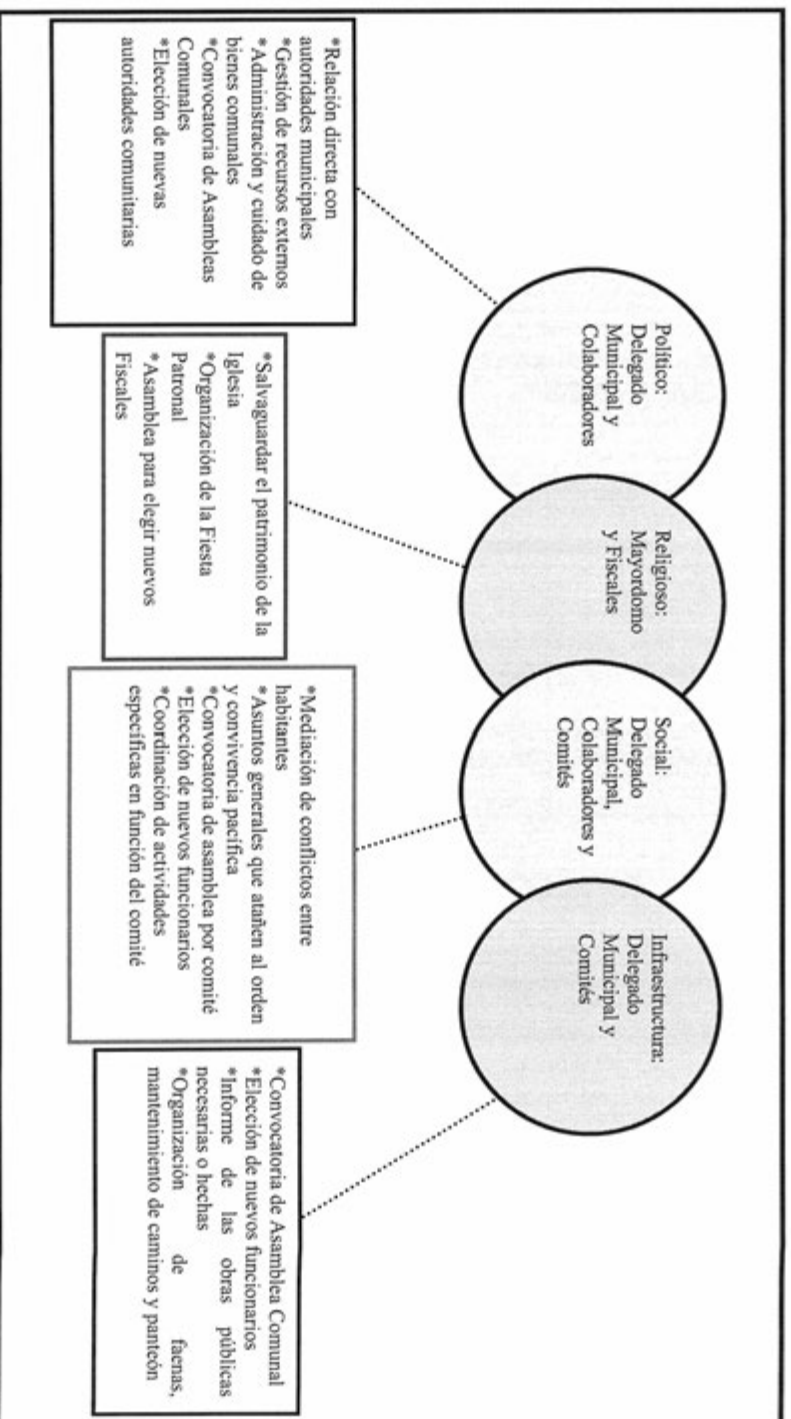 Político:
Delegado
Municipal y
Colaboradores
Religioso:
Mayordomo
y Fiscales
Social:
Delegado
Municipal,
Colaboradores y
Comités
Infraestructura:
Delegado
Municipal y
Comités
*Relación directa con
autoridades municipales
*Gestión de recursos externos
*Administración y cuidado de
bienes comunales
*Convocatoria de Asambleas
Comunales
*Elección de nuevas
autoridades comunitarias
*Salvaguardar el patrimonio de la
Iglesia
*Organización de la Fiesta
Patronal
*Asamblea para elegir nuevos
Fiscales
*Mediación de conflictos entre
habitantes
*Asuntos generales que atañen al orden
y convivencia pacífica
*Convocatoria de asamblea por comité
*Elección de nuevos funcionarios
*Coordinación de actividades
específicas en función del comité
*Convocatoria de Asamblea Comunal
*Elección de nuevos funcionarios
*Informe de las obras públicas
necesarias o hechas
*Organización de faenas,
mantenimiento de caminos y panteón